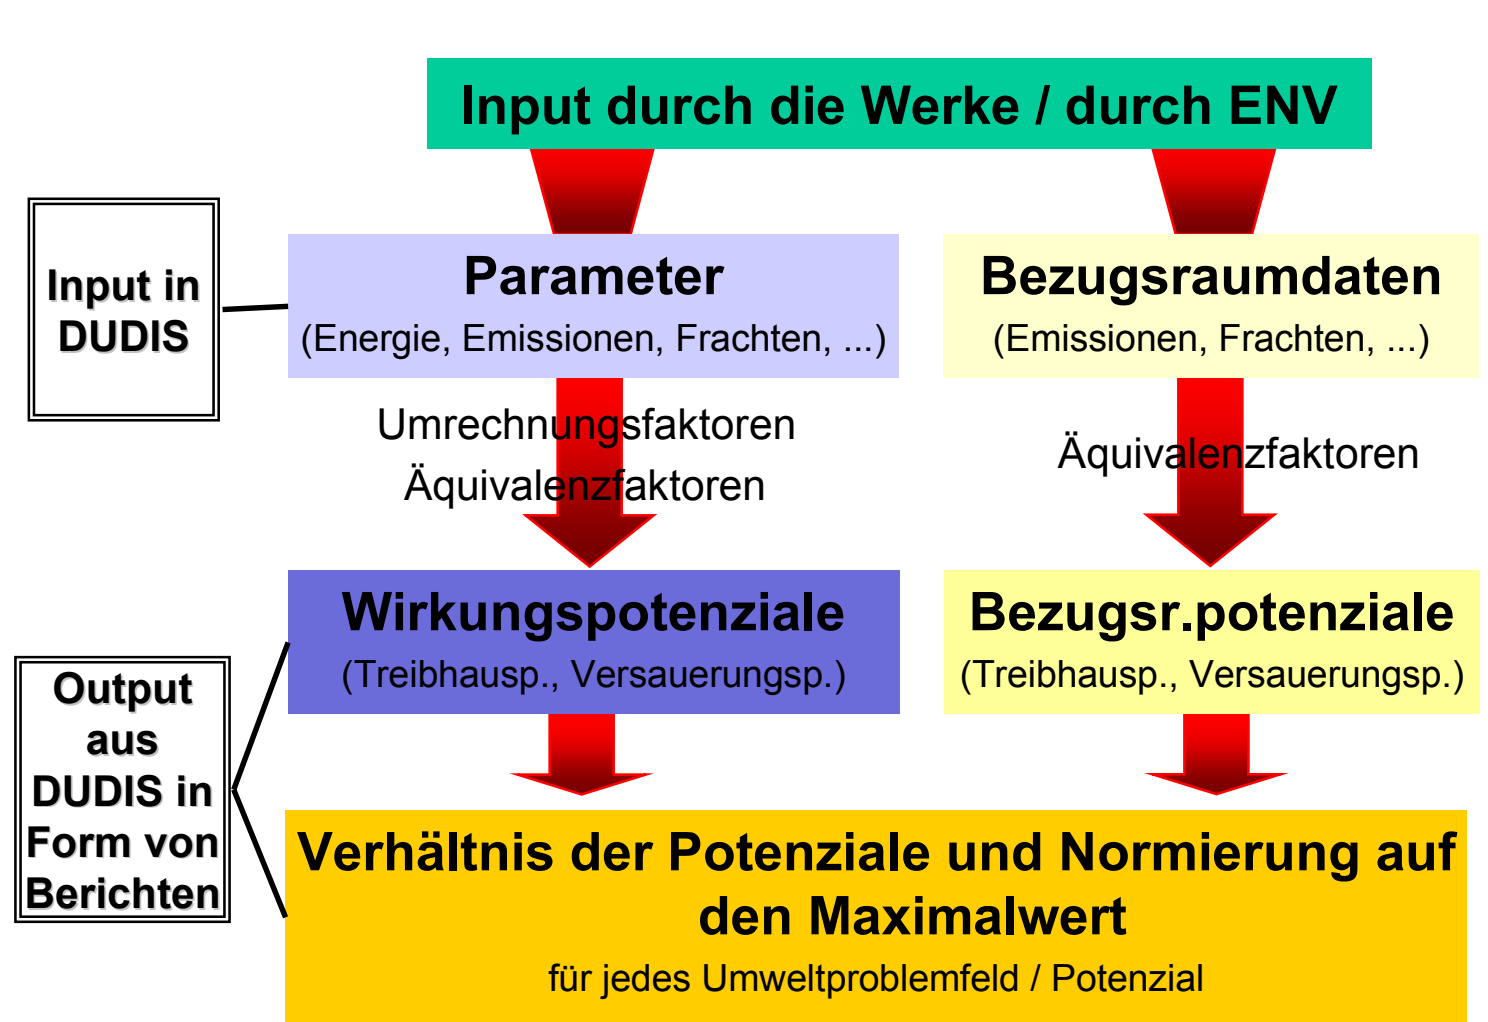 Input durch die Werke / durch ENV
Input in
DUDIS
Parameter
(Energie, Emissionen, Frachten, ...)
Bezugsraumdaten
(Emissionen, Frachten, ...)
Umrechnungsfaktoren
Äquivalenzfaktoren
Äquivalenzfaktoren
Wirkungspotenziale
(Treibhausp., Versauerungsp.)
Bezugsr.potenziale
(Treibhausp., Versauerungsp.)
Output
aus
DUDIS in
Form von
Berichten
Verhältnis der Potenziale und Normierung auf
den Maximalwert
für jedes Umweltproblemfeld / Potenzial